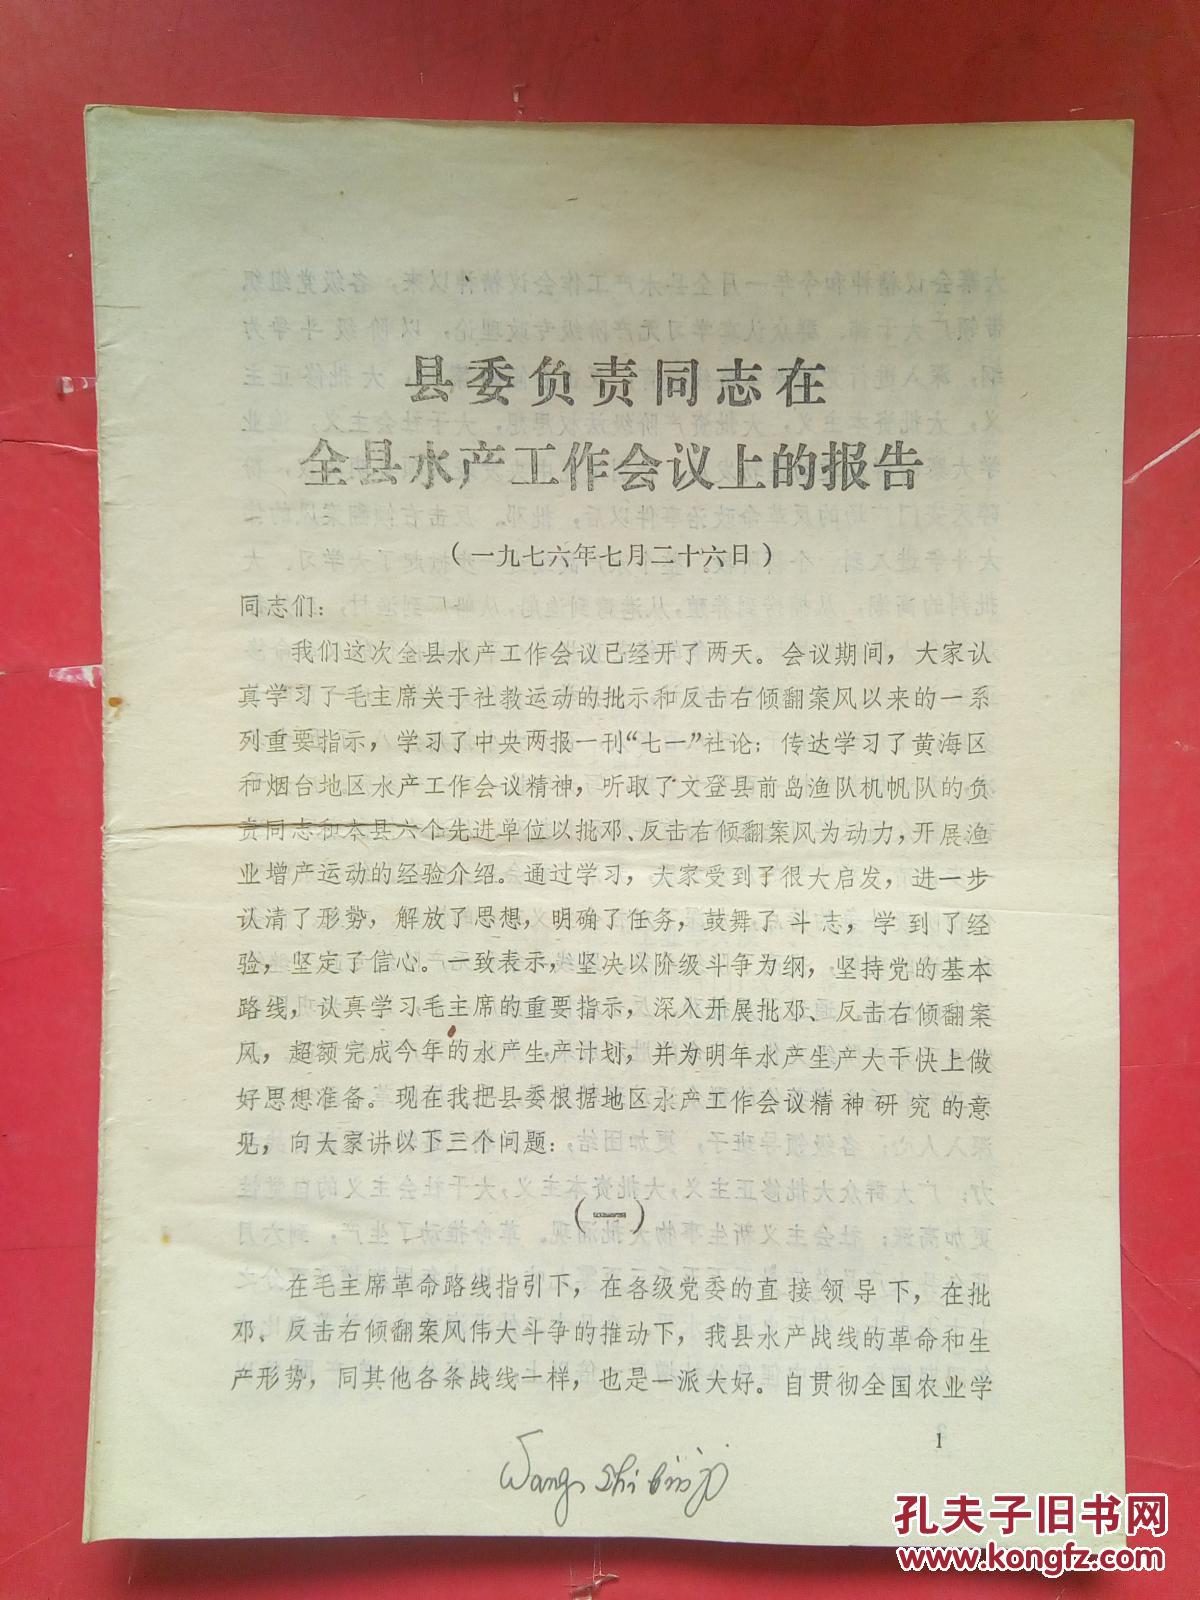 县委负责同志在
全县水产工作会议上的报告
（一九七六年七月二十六日）
同志们：
我们这次全县水产工作会议已经开了两天。会议期间，大家认
真学习了毛主席关于社教运动的批示和反击右倾翻案风以来的一系
列重要指示，学习了中央两报一刊“七一”社论；传达学习了黄海区
和烟台地区水产工作会议精神，听取了文登县前岛渔队机帆队的负
责同志和本县六个先进单位以批邓、反击右倾翻案风为动力，开展渔
业增产运动的经验介绍。通过学习，大家受到了很大启发，进一步
认清了形势，解放了思想，明确了任务，鼓舞了斗志，学到了经
验，坚定了信心。一致表示，坚决以阶级斗争为纲，坚持党的基本
路线，认真学习毛主席的重要指示，深入开展批邓、反击右倾翻案
风，超额完成今年的水产生产计划，并为明年水产生产大干快上做
好思想准备。现在我把县委根据地区水产工作会议精神研究的意
见，向大家讲以下三个问题：
（一）
在毛主席革命路线指引下，在各级党委的直接领导下，在批
邓、反击右倾翻案风伟大斗争的推动下，我县水产战线的革命和生
产形势，同其他各条战线一样，也是一派大好。自贯彻全国农业学
1
Wang Shi
孔夫子旧书网
www.kongfz.com